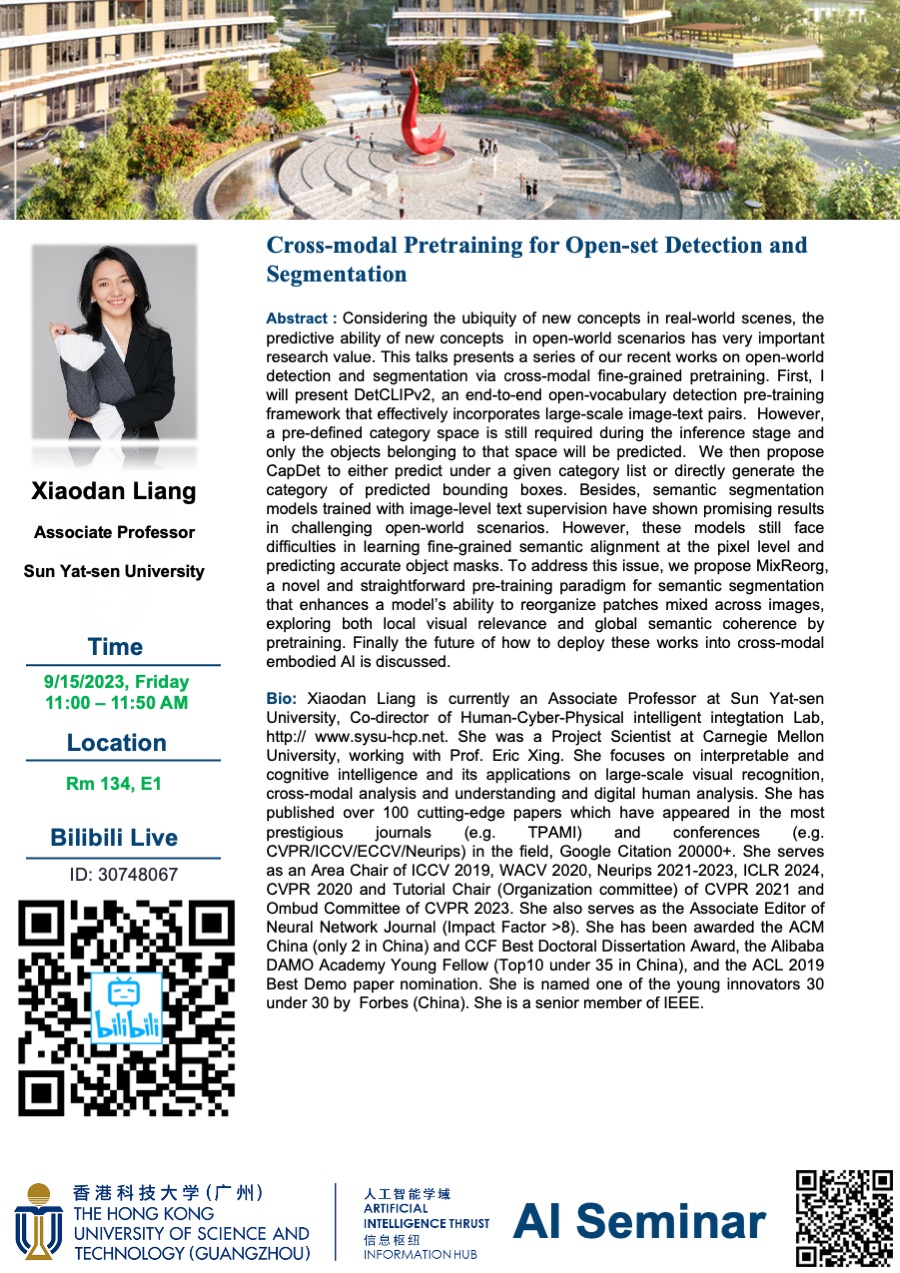 Cross-modal Pretraining for Open-set Detection and
Segmentation
Abstract : Considering the ubiquity of new concepts in real-world scenes, the
predictive ability of new concepts in open-world scenarios has very important
research value. This talks presents a series of our recent works on open-world
detection and segmentation via cross-modal fine-grained pretraining. First, I
will present DetCLIPv2, an end-to-end open-vocabulary detection pre-training
framework that effectively incorporates large-scale image-text pairs. However,
a pre-defined category space is still required during the inference stage and
only the objects belonging to that space will be predicted. We then propose
CapDet to either predict under a given category list or directly generate the
category of predicted bounding boxes. Besides, semantic segmentation
models trained with image-level text supervision have shown promising results
in challenging open-world scenarios. However, these models still face
difficulties in learning fine-grained semantic alignment at the pixel level and
predicting accurate object masks. To address this issue, we propose MixReorg,
a novel and straightforward pre-training paradigm for semantic segmentation
that enhances a model's ability to reorganize patches mixed across images,
exploring both local visual relevance and global semantic coherence by
pretraining. Finally the future of how to deploy these works into cross-modal
embodied AI is discussed.
Bio: Xiaodan Liang is currently an Associate Professor at Sun Yat-sen
University, Co-director of Human-Cyber-Physical intelligent integtation Lab,
http:// www.sysu-hcp.net. She was a Project Scientist at Carnegie Mellon
University, working with Prof. Eric Xing. She focuses on interpretable and
cognitive intelligence and its applications on large-scale visual recognition,
cross-modal analysis and understanding and digital human analysis. She has
published over 100 cutting-edge papers which have appeared in the most
prestigious journals (e.g. TPAMI) and conferences (e.g.
CVPR/ICCV/ECCV/Neurips) in the field, Google Citation 20000+. She serves
as an Area Chair of ICCV 2019, WACV 2020, Neurips 2021-2023, ICLR 2024,
CVPR 2020 and Tutorial Chair (Organization committee) of CVPR 2021 and
Ombud Committee of CVPR 2023. She also serves as the Associate Editor of
Neural Network Journal (Impact Factor >8). She has been awarded the ACM
China (only 2 in China) and CCF Best Doctoral Dissertation Award, the Alibaba
DAMO Academy Young Fellow (Top10 under 35 in China), and the ACL 2019
Best Demo paper nomination. She is named one of the young innovators 30
under 30 by Forbes (China). She is a senior member of IEEE.
Xiaodan Liang
Associate Professor
Sun Yat-sen University
Time
9/15/2023, Friday
11:00 – 11:50 AM
Location
Rm 134, E1
Bilibili Live
ID: 30748067
bilibili
香港科技大学(广州)
THE HONG KONG
UNIVERSITY OF SCIENCE AND
TECHNOLOGY (GUANGZHOU)
人工智能学域
ARTIFICIAL
INTELLIGENCE THRUST
信息枢纽
INFORMATION HUB
AI Seminar